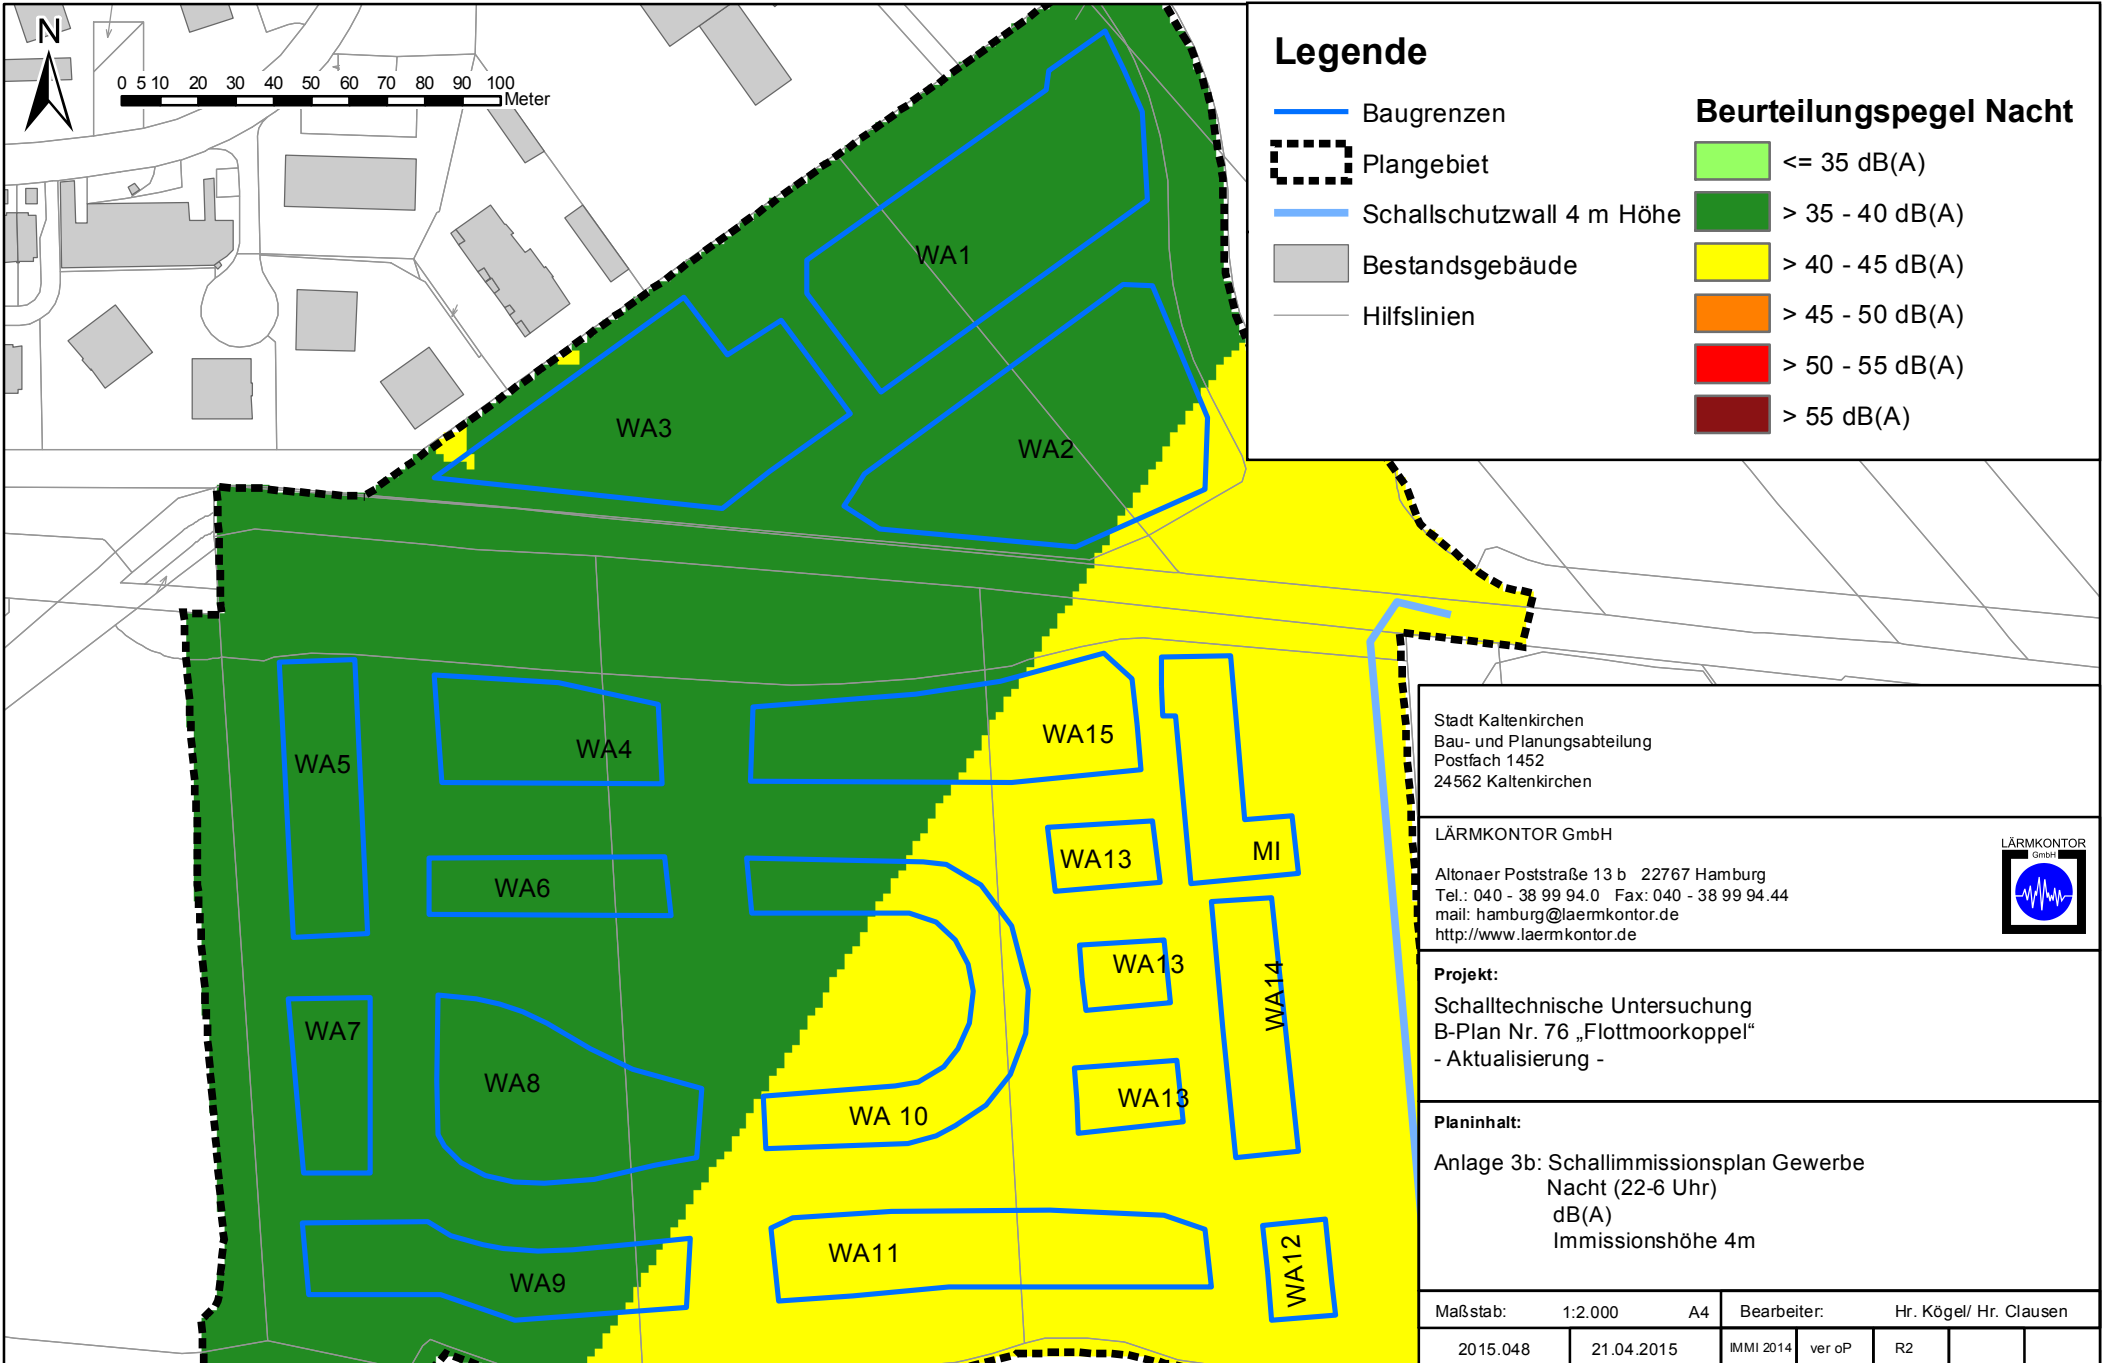 N
0 5 10 20 30 40 50 60 70 80 90 100
Meter
Legende
Baugrenzen
Plangebiet
Schallschutzwall 4 m Höhe
Bestandsgebäude
Hilfslinien
Beurteilungspegel Nacht
<= 35 dB(A)
> 35 - 40 dB(A)
> 40 - 45 dB(A)
> 45 - 50 dB(A)
> 50 - 55 dB(A)
> 55 dB(A)
WA1
WA3
WA2
WA5
WA4
WA15
WA6
WA13
MI
WA13
WA14
WA7
WA8
WA 10
WA13
WA9
WA11
WA12
Stadt Kaltenkirchen
Bau- und Planungsabteilung
Postfach 1452
24562 Kaltenkirchen
LÄRMKONTOR GmbH
Altonaer Poststraße 13 b 22767 Hamburg
Tel.: 040 - 38 99 94.0 Fax: 040 - 38 99 94.44
mail: hamburg@laermkontor.de
http://www.laermkontor.de
LÄRMKONTOR
GmbH
Projekt:
Schalltechnische Untersuchung
B-Plan Nr. 76 „Flottmoorkoppel“
- Aktualisierung -
Planinhalt:
Anlage 3b: Schallimmissionsplan Gewerbe
Nacht (22-6 Uhr)
dB(A)
Immissionshöhe 4m
Maßstab: 1:2.000 A4 Bearbeiter: Hr. Kögel/ Hr. Clausen
2015.048 21.04.2015 IMMI 2014 ver oP R2